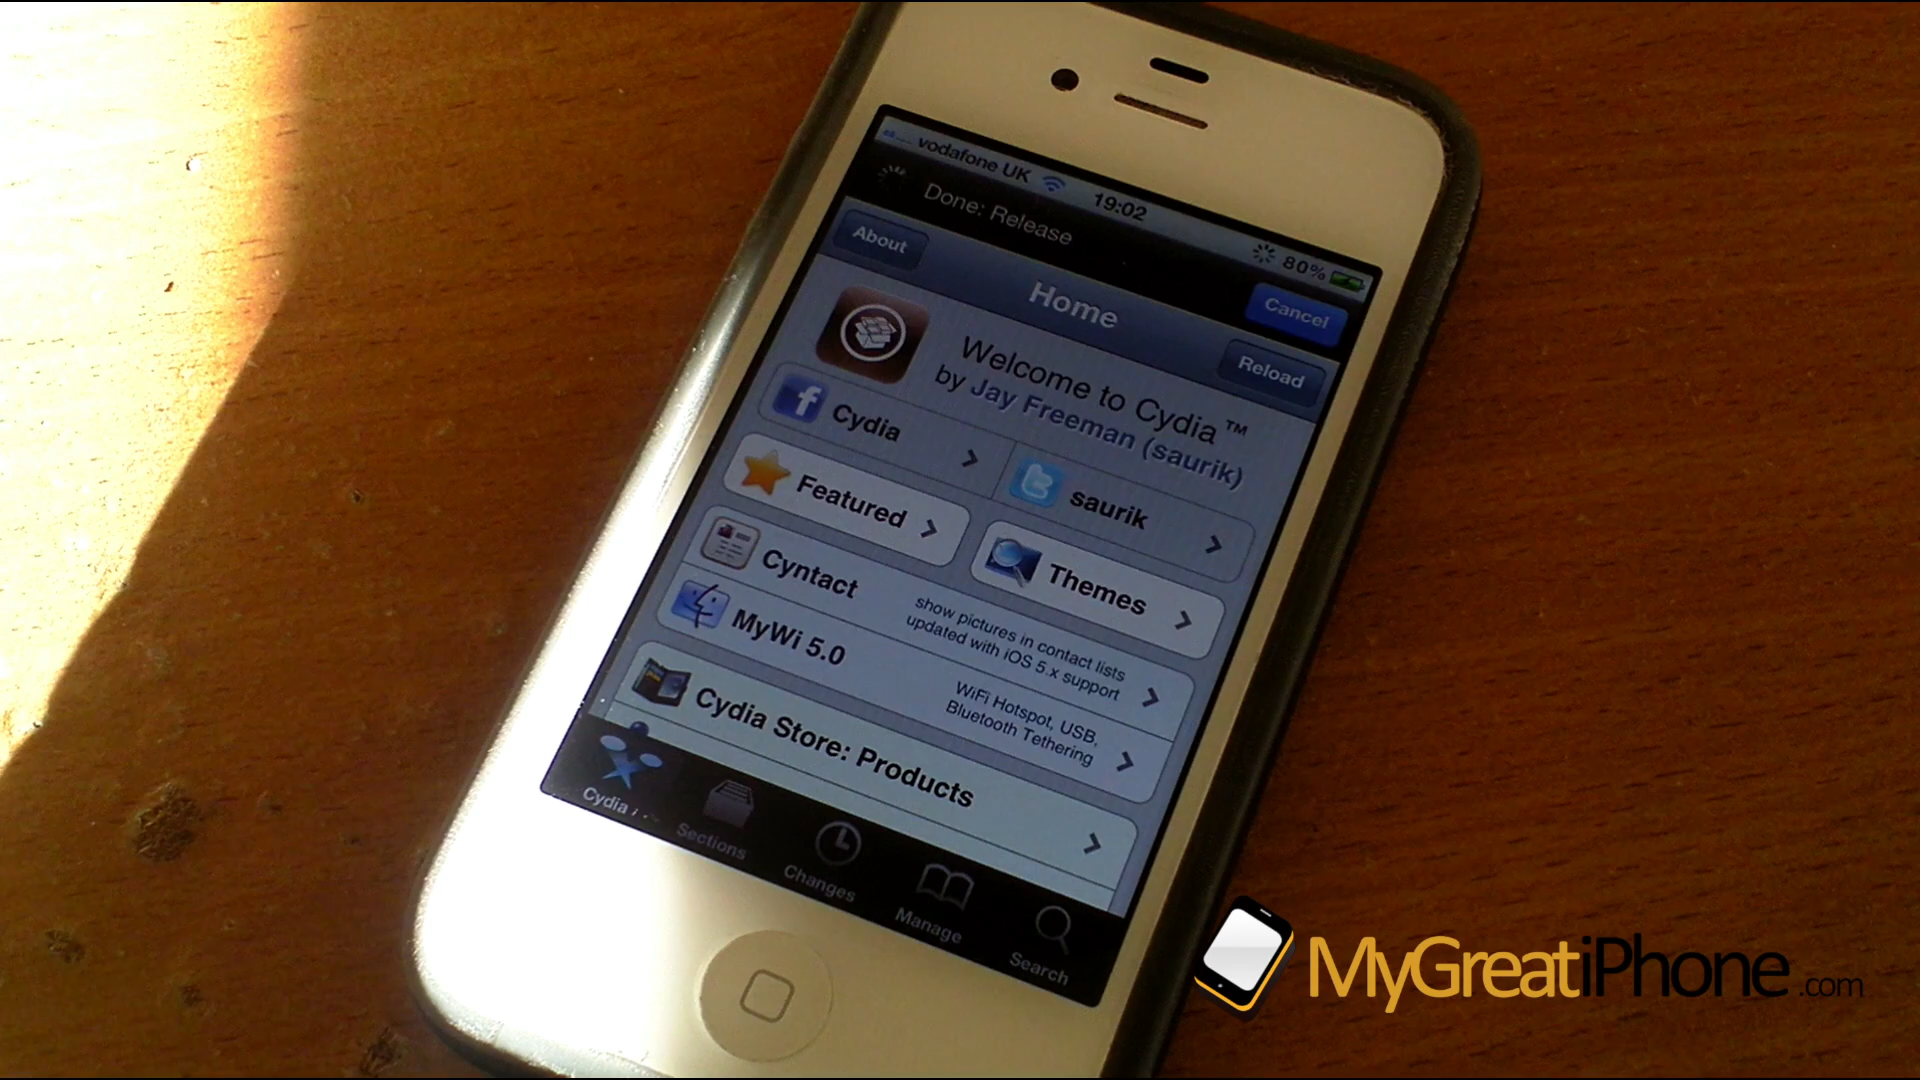 vodafone UK 19:02 80%
Done: Release
Cancel
About
Home
Reload
Welcome to Cydia™
by Jay Freeman (saurik)
Cydia
saurik
Featured
Themes
Cyntact
show pictures in contact lists
updated with iOS 5.x support
MyWi 5.0
WiFi Hotspot, USB,
Bluetooth Tethering
Cydia Store: Products
Cydia
Sections
Changes
Manage
Search
MyGreatiPhone.com